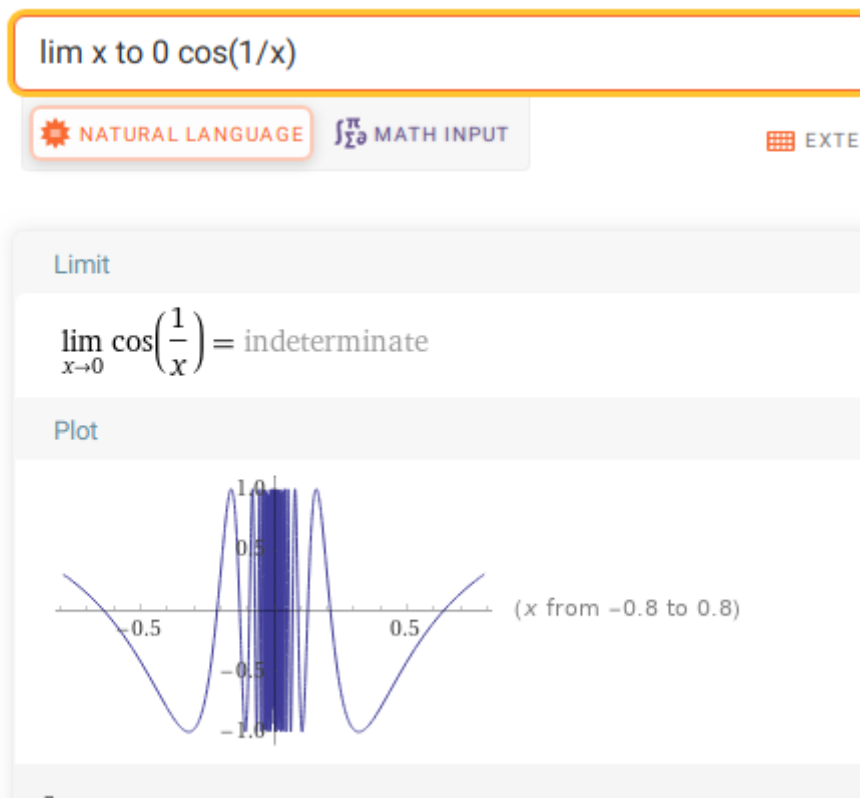 lim x to 0 cos(1/x)
NATURAL LANGUAGE ∫π∑∂ MATH INPUT EXTE
Limit
lim x→0 cos(1/x) = indeterminate
Plot
1.0
0.5
−0.5 0.5 (x from −0.8 to 0.8)
−0.5
−1.0